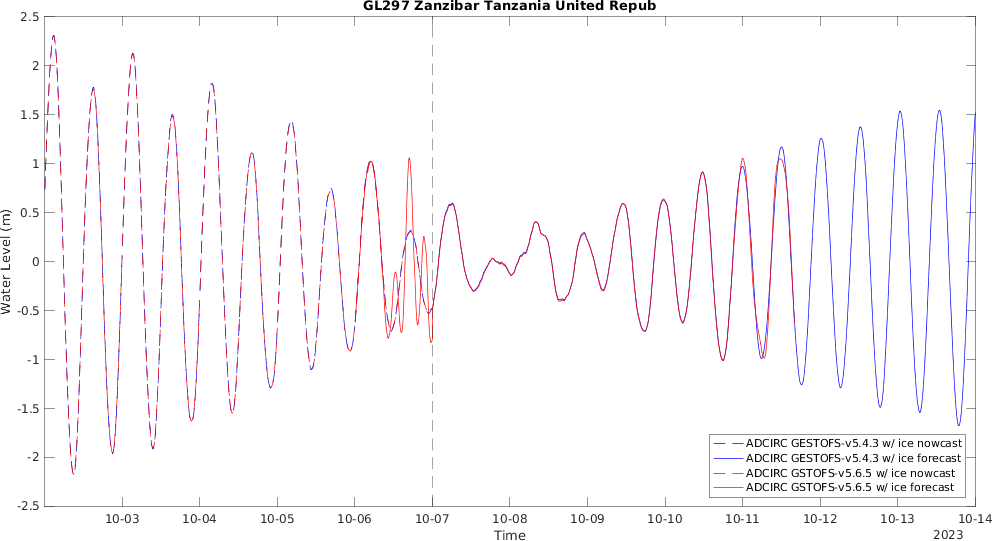 GL297 Zanzibar Tanzania United Repub
2.5
2
1.5
1
0.5
0
-0.5
-1
-1.5
-2
-2.5
Water Level (m)
ADCIRC GESTOFS-v5.4.3 w/ ice nowcast
ADCIRC GESTOFS-v5.4.3 w/ ice forecast
ADCIRC GSTOFS-v5.6.5 w/ ice nowcast
ADCIRC GSTOFS-v5.6.5 w/ ice forecast
10-03 10-04 10-05 10-06 10-07 10-08 10-09 10-10 10-11 10-12 10-13 10-14
Time
2023